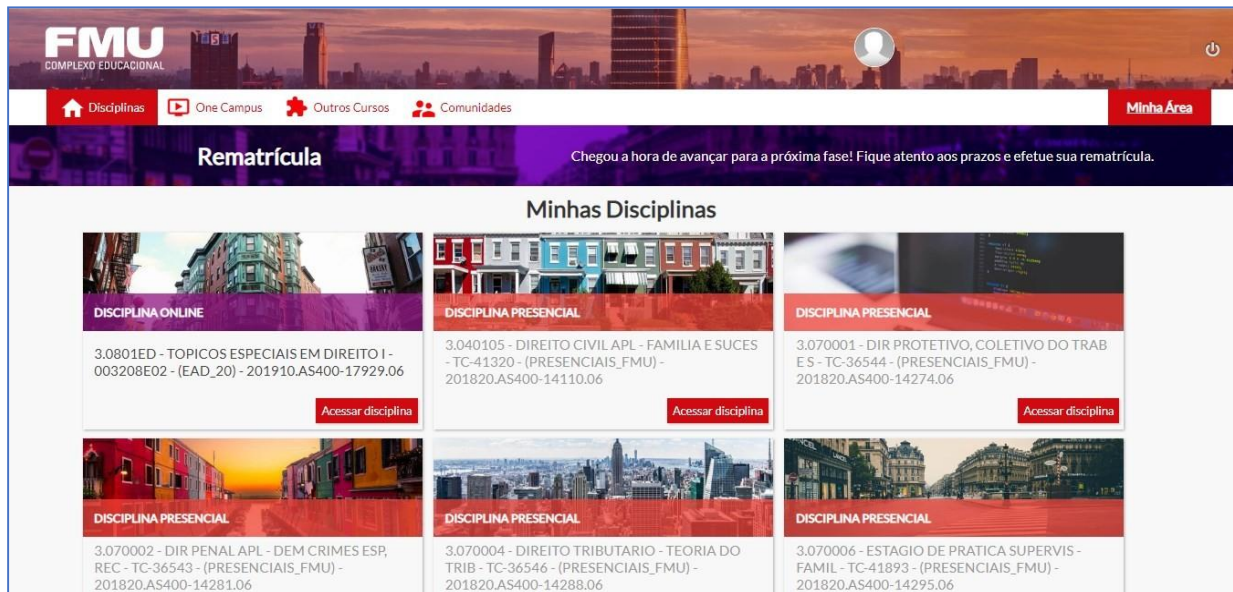 FMU
COMPLEXO EDUCACIONAL
Disciplinas
One Campus
Outros Cursos
Comunidades
Minha Área
Rematrícula
Chegou a hora de avançar para a próxima fase! Fique atento aos prazos e efetue sua rematrícula.
Minhas Disciplinas
DISCIPLINA ONLINE
3.0801ED - TOPICOS ESPECIAIS EM DIREITO I -
003208E02 - (EAD_20) - 201910.AS400-17929.06
Acessar disciplina
DISCIPLINA PRESENCIAL
3.040105 - DIREITO CIVIL APL - FAMILIA E SUCES
- TC-41320 - (PRESENCIAIS_FMU) -
201820.AS400-14110.06
Acessar disciplina
DISCIPLINA PRESENCIAL
3.070001 - DIR PROTETIVO, COLETIVO DO TRAB
E S - TC-36544 - (PRESENCIAIS_FMU) -
201820.AS400-14274.06
Acessar disciplina
DISCIPLINA PRESENCIAL
3.070002 - DIR PENAL APL - DEM CRIMES ESP,
REC - TC-36543 - (PRESENCIAIS_FMU) -
201820.AS400-14281.06
DISCIPLINA PRESENCIAL
3.070004 - DIREITO TRIBUTARIO - TEORIA DO
TRIB - TC-36546 - (PRESENCIAIS_FMU) -
201820.AS400-14288.06
DISCIPLINA PRESENCIAL
3.070006 - ESTAGIO DE PRATICA SUPERVIS -
FAMIL - TC-41893 - (PRESENCIAIS_FMU) -
201820.AS400-14295.06